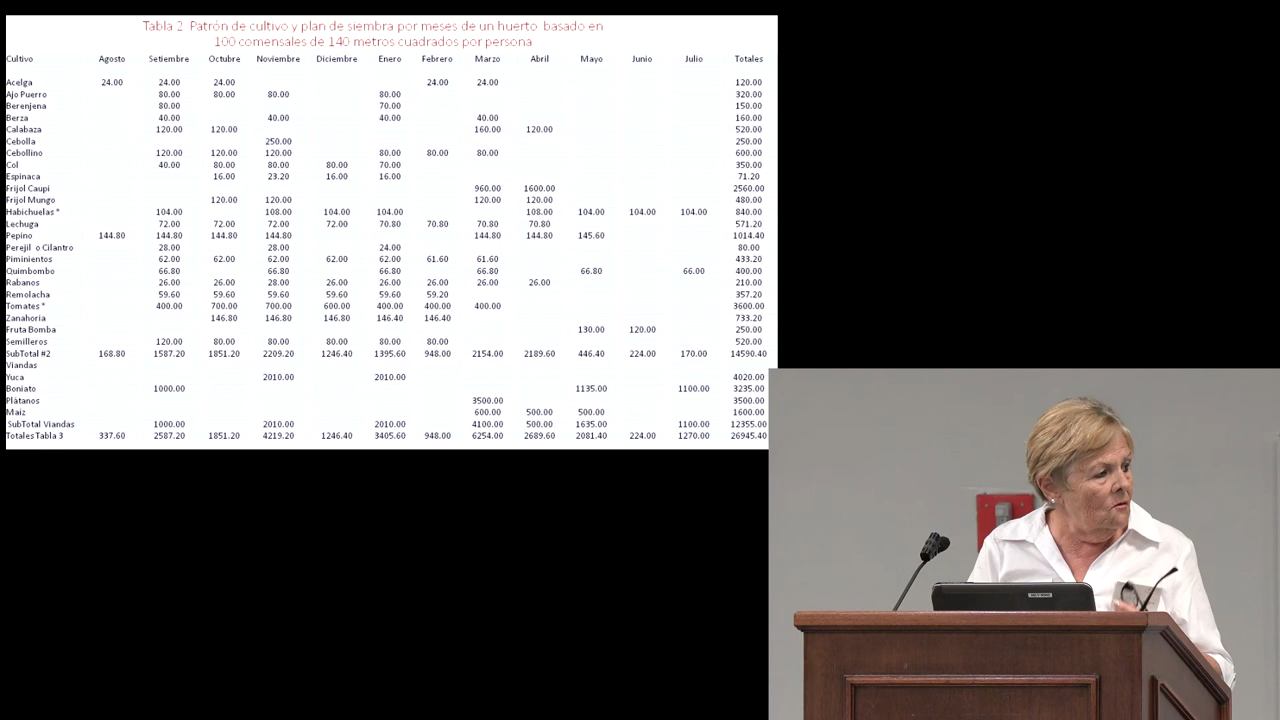 Tabla 2 Patrón de cultivo y plan de siembra por meses de un huerto basado en
100 comensales de 140 metros cuadrados por persona
Cultivo Agosto Setiembre Octubre Noviembre Diciembre Enero Febrero Marzo Abril Mayo Junio Julio Totales
Acelga 24.00 24.00 24.00 24.00 24.00 120.00
Ajo Puerro 80.00 80.00 80.00 80.00 320.00
Berenjena 80.00 70.00 150.00
Berza 40.00 40.00 40.00 40.00 160.00
Calabaza 120.00 120.00 160.00 120.00 520.00
Cebolla 250.00 250.00
Cebollino 120.00 120.00 120.00 80.00 80.00 80.00 600.00
Col 40.00 80.00 80.00 80.00 70.00 350.00
Espinaca 16.00 23.20 16.00 16.00 71.20
Frijol Caupi 960.00 1600.00 2560.00
Frijol Mungo 120.00 120.00 120.00 120.00 480.00
Habichuelas * 104.00 108.00 104.00 104.00 108.00 104.00 104.00 104.00 840.00
Lechuga 72.00 72.00 72.00 72.00 70.80 70.80 70.80 70.80 571.20
Pepino 144.80 144.80 144.80 144.80 144.80 144.80 145.60 1014.40
Perejil o Cilantro 28.00 28.00 24.00 80.00
Piminientos 62.00 62.00 62.00 62.00 62.00 61.60 61.60 433.20
Quimbombo 66.80 66.80 66.80 66.80 66.80 66.00 400.00
Rabanos 26.00 26.00 28.00 26.00 26.00 26.00 26.00 26.00 210.00
Remolacha 59.60 59.60 59.60 59.60 59.60 59.20 357.20
Tomates * 400.00 700.00 700.00 600.00 400.00 400.00 400.00 3600.00
Zanahoria 146.80 146.80 146.80 146.40 146.40 733.20
Fruta Bomba 130.00 120.00 250.00
Semilleros 120.00 80.00 80.00 80.00 80.00 80.00 520.00
SubTotal #2 168.80 1587.20 1851.20 2209.20 1246.40 1395.60 948.00 2154.00 2189.60 446.40 224.00 170.00 14590.40
Viandas
Yuca 2010.00 2010.00 4020.00
Boniato 1000.00 1135.00 1100.00 3235.00
Plátanos 3500.00 3500.00
Maíz 600.00 500.00 500.00 1600.00
SubTotal Viandas 1000.00 2010.00 2010.00 4100.00 500.00 1635.00 1100.00 12355.00
Totales Tabla 3 337.60 2587.20 1851.20 4219.20 1246.40 3405.60 948.00 6254.00 2689.60 2081.40 224.00 1270.00 26945.40